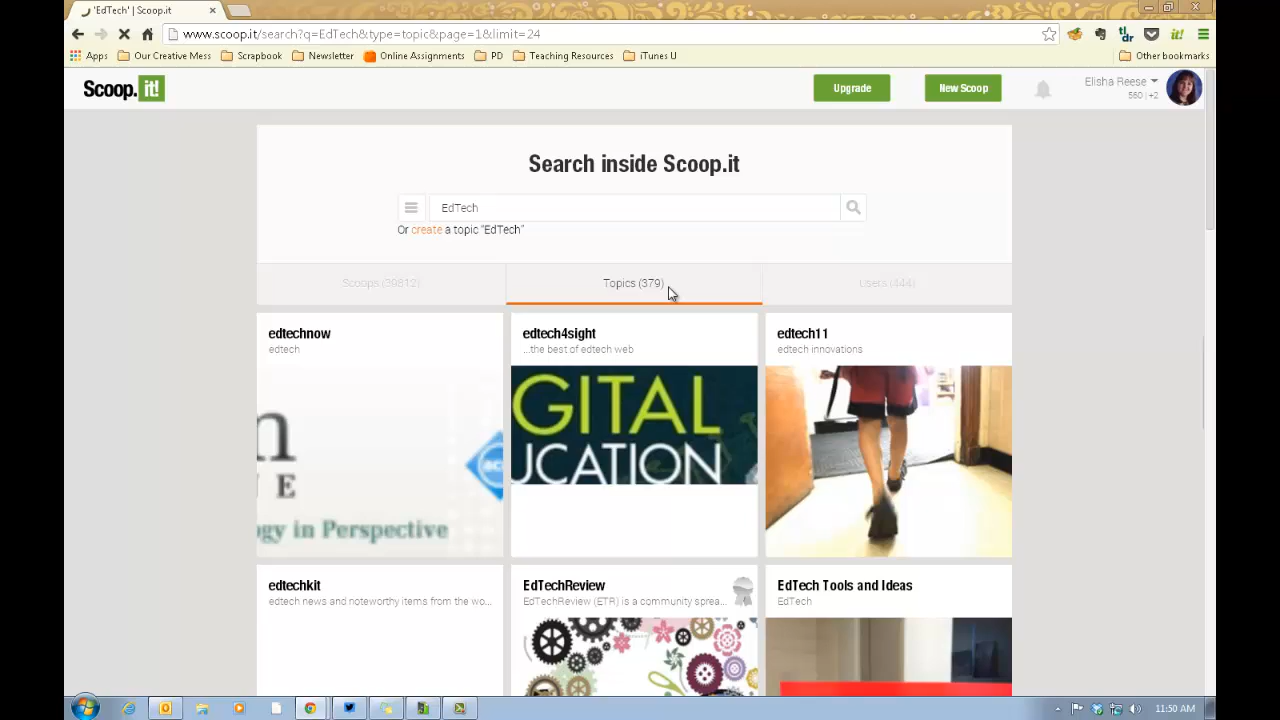 'EdTech' | Scoop.it
www.scoop.it/search?q=EdTech&type=topic&page=1&limit=24
Apps
Our Creative Mess
Scrapbook
Newsletter
Online Assignments
PD
Teaching Resources
iTunes U
Other bookmarks
Scoop.it!
Upgrade
New Scoop
Elisha Reese
560 | +2
Search inside Scoop.it
EdTech
Or create a topic "EdTech"
Scoops (39812)
Topics (379)
Users (444)
edtechnow
edtech
edtech4sight
...the best of edtech web
GITAL
UCATION
edtech11
edtech innovations
n
N E
gy in Perspective
edtechkit
edtech news and noteworthy items from the wo...
EdTechReview
EdTechReview (ETR) is a community sprea...
EdTech Tools and Ideas
EdTech
11:50 AM